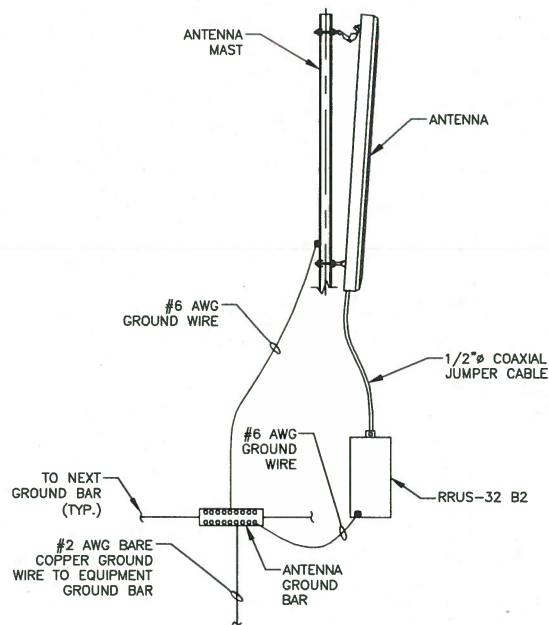 ANTENNA
MAST
ANTENNA
#6 AWG
GROUND WIRE
1/2"ø COAXIAL
JUMPER CABLE
#6 AWG
GROUND
WIRE
TO NEXT
GROUND BAR
(TYP.)
RRUS-32 B2
#2 AWG BARE
COPPER GROUND
WIRE TO EQUIPMENT
GROUND BAR
ANTENNA
GROUND
BAR